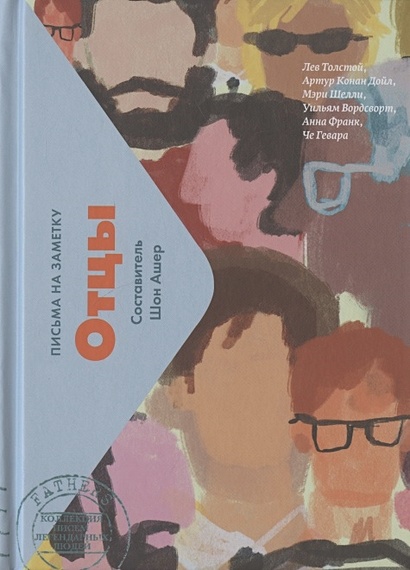 Лев Толстой,
Артур Конан Дойл,
Мэри Шелли,
Уильям Вордсворт,
Анна Франк,
Че Гевара
ПИСЬМА НА ЗАМЕТКУ
Отцы
Составитель
Шон Ашер
FATHERS
КОЛЛЕКЦИЯ
ПИСЕМ
ЛЕГЕНДАРНЫХ
ЛЮДЕЙ